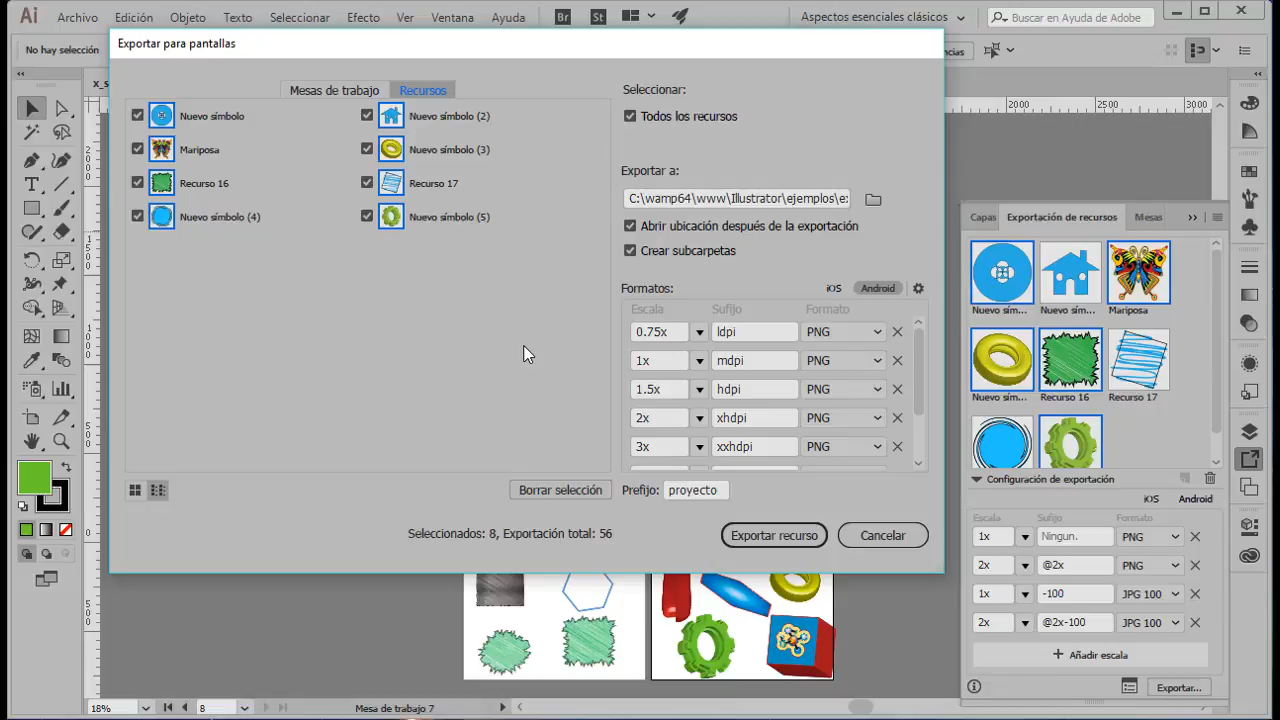 Ai Archivo Edición Objeto Texto Seleccionar Efecto Ver Ventana Ayuda Br St Aspectos esenciales clásicos Buscar en Ayuda de Adobe
No hay selección
Exportar para pantallas
Mesas de trabajo Recursos
Nuevo símbolo Nuevo símbolo (2)
Mariposa Nuevo símbolo (3)
Recurso 16 Recurso 17
Nuevo símbolo (4) Nuevo símbolo (5)
Borrar selección
Seleccionar:
Todos los recursos
Exportar a:
C:\wamp64\www\Illustrator\ejemplos\e
Abrir ubicación después de la exportación
Crear subcarpetas
Formatos: iOS Android
Escala Sufijo Formato
0.75x ldpi PNG
1x mdpi PNG
1.5x hdpi PNG
2x xhdpi PNG
3x xxhdpi PNG
Prefijo: proyecto
Seleccionados: 8, Exportación total: 56 Exportar recurso Cancelar
2000 2500 3000
Capas Exportación de recursos Mesas
Nuevo sím... Nuevo sím... Mariposa
Nuevo sím... Recurso 16 Recurso 17
Configuración de exportación
iOS Android
Escala Sufijo Formato
1x Ningun. PNG
2x @2x PNG
1x -100 JPG 100
2x @2x-100 JPG 100
+ Añadir escala
Exportar...
18% 8 Mesa de trabajo 7